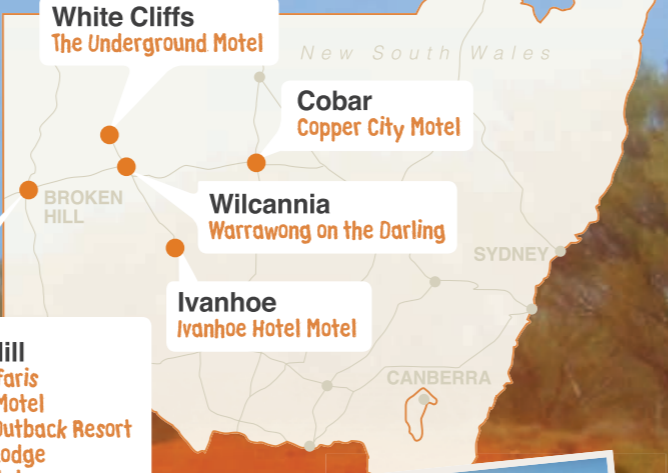 White Cliffs
The Underground Motel
New South Wales
Cobar
Copper City Motel
BROKEN
HILL
Wilcannia
Warrawong on the Darling
SYDNEY
Ivanhoe
Ivanhoe Hotel Motel
CANBERRA
Motel
Outback Resort